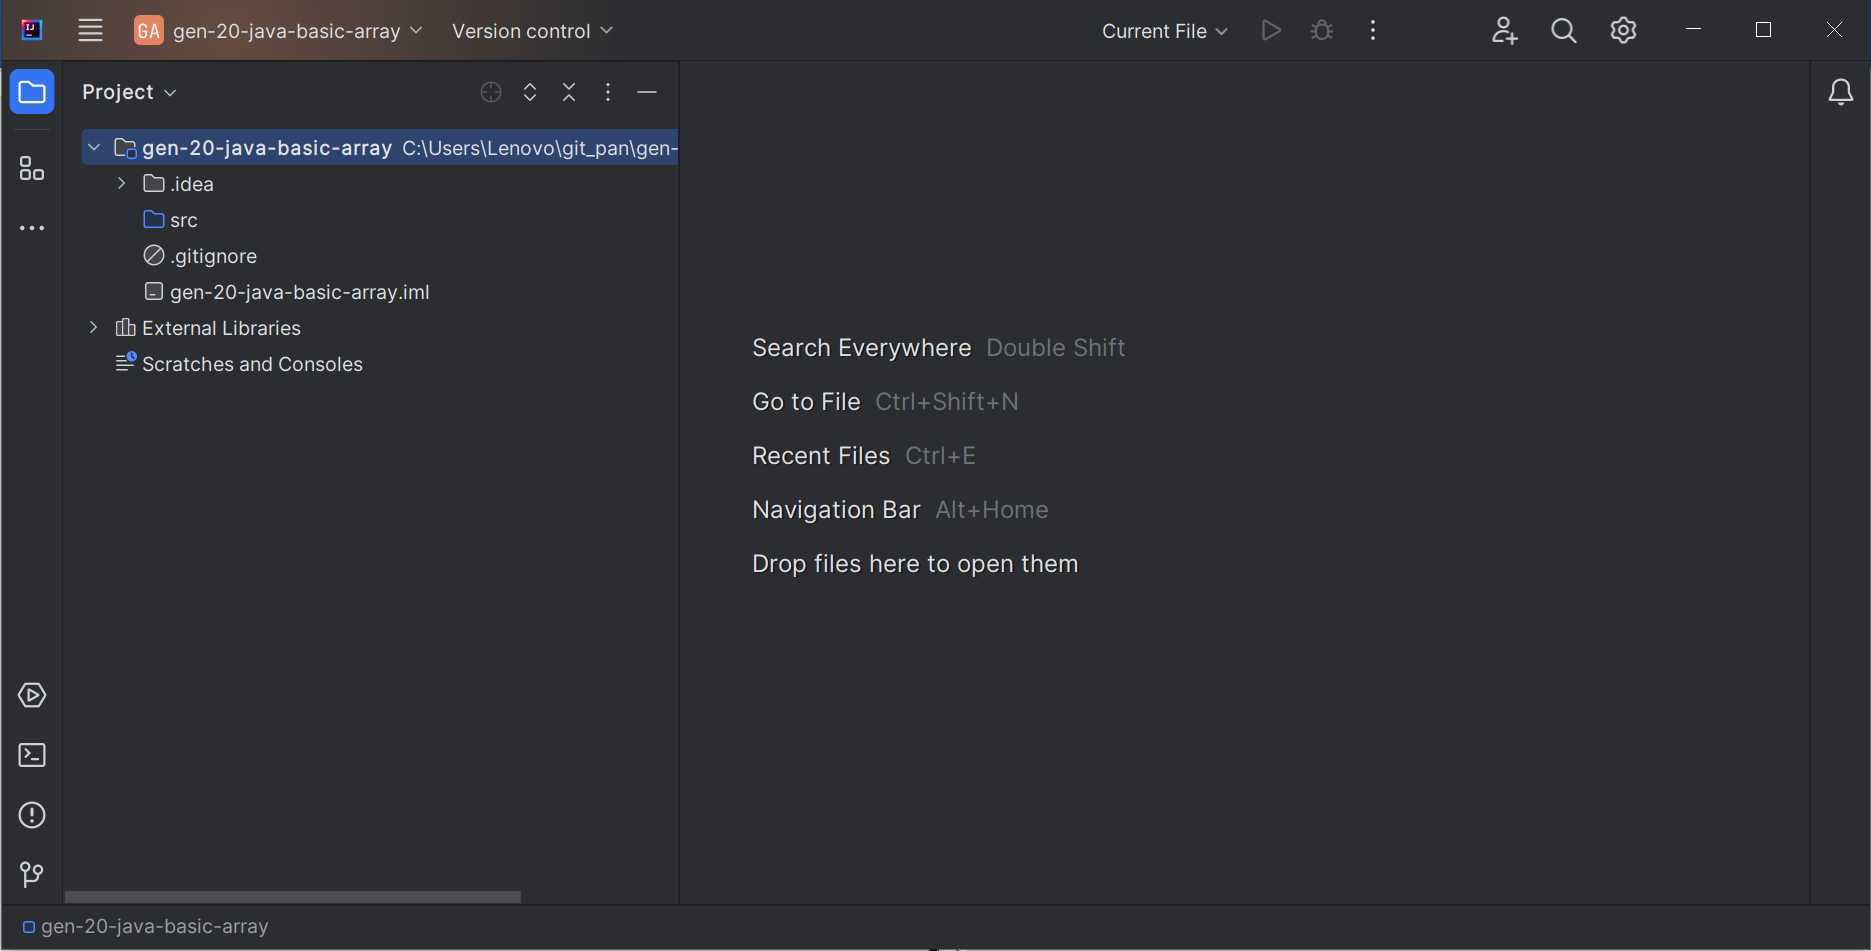 GA gen-20-java-basic-array Version control Current File
Project
gen-20-java-basic-array C:\Users\Lenovo\git_pan\gen-
.idea
src
.gitignore
gen-20-java-basic-array.iml
External Libraries
Scratches and Consoles
Search Everywhere Double Shift
Go to File Ctrl+Shift+N
Recent Files Ctrl+E
Navigation Bar Alt+Home
Drop files here to open them
gen-20-java-basic-array